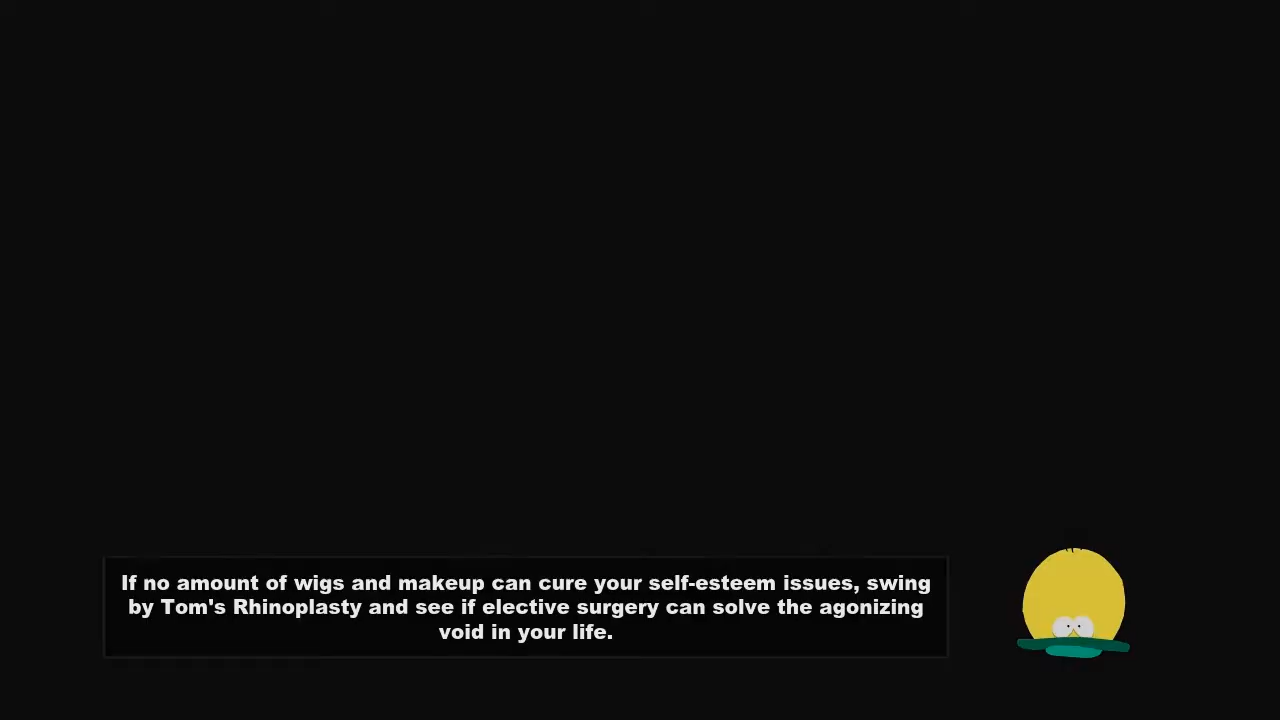 If no amount of wigs and makeup can cure your self-esteem issues, swing
by Tom's Rhinoplasty and see if elective surgery can solve the agonizing
void in your life.